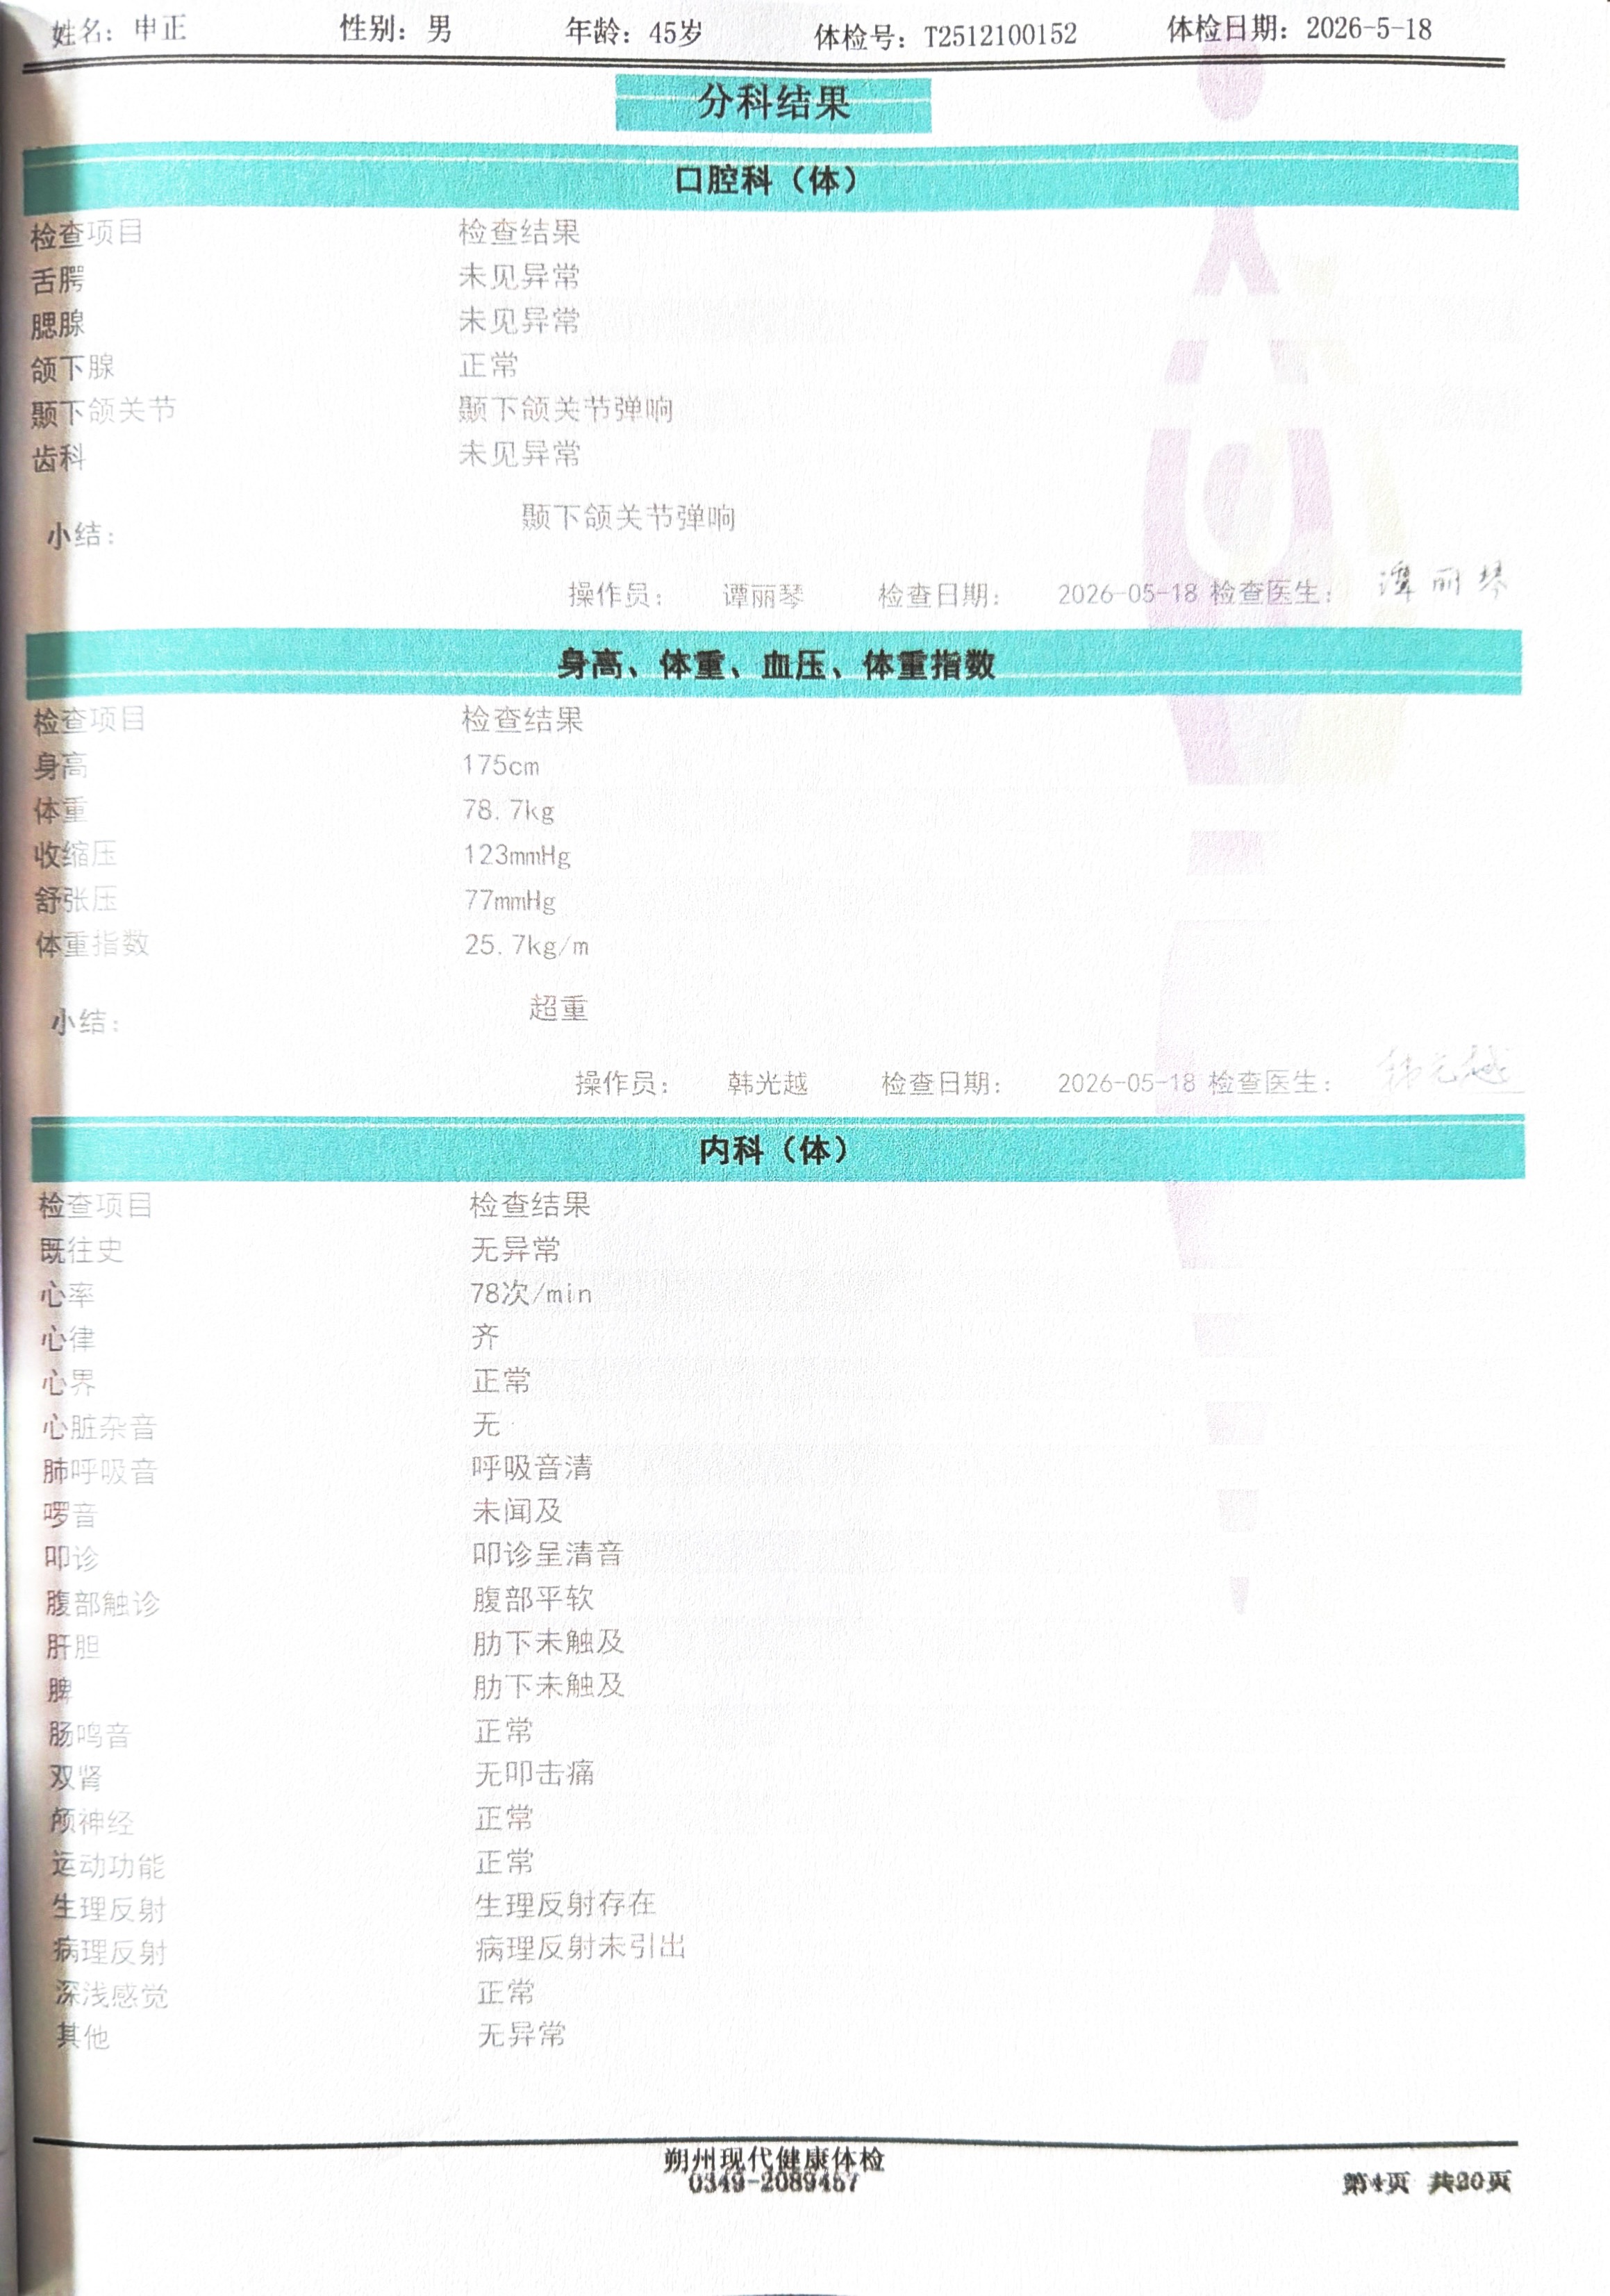 姓名：申正 性别：男 年龄：45岁 体检号：T2512100152 体检日期：2026-5-18
分科结果
口腔科（体）
检查项目 检查结果
舌腭 未见异常
腮腺 未见异常
颌下腺 正常
颞下颌关节 颞下颌关节弹响
齿科 未见异常
小结： 颞下颌关节弹响
操作员： 谭丽琴 检查日期： 2026-05-18 检查医生： 谭丽琴
身高、体重、血压、体重指数
检查项目 检查结果
身高 175cm
体重 78.7kg
收缩压 123mmHg
舒张压 77mmHg
体重指数 25.7kg/m
小结： 超重
操作员： 韩光越 检查日期： 2026-05-18 检查医生： 韩光越
内科（体）
检查项目 检查结果
既往史 无异常
心率 78次/min
心律 齐
心界 正常
心脏杂音 无
肺呼吸音 呼吸音清
啰音 未闻及
叩诊 叩诊呈清音
腹部触诊 腹部平软
肝胆 肋下未触及
脾 肋下未触及
肠鸣音 正常
双肾 无叩击痛
颅神经 正常
运动功能 正常
生理反射 生理反射存在
病理反射 病理反射未引出
深浅感觉 正常
其他 无异常
朔州现代健康体检
0349-2089457
第4页 共20页